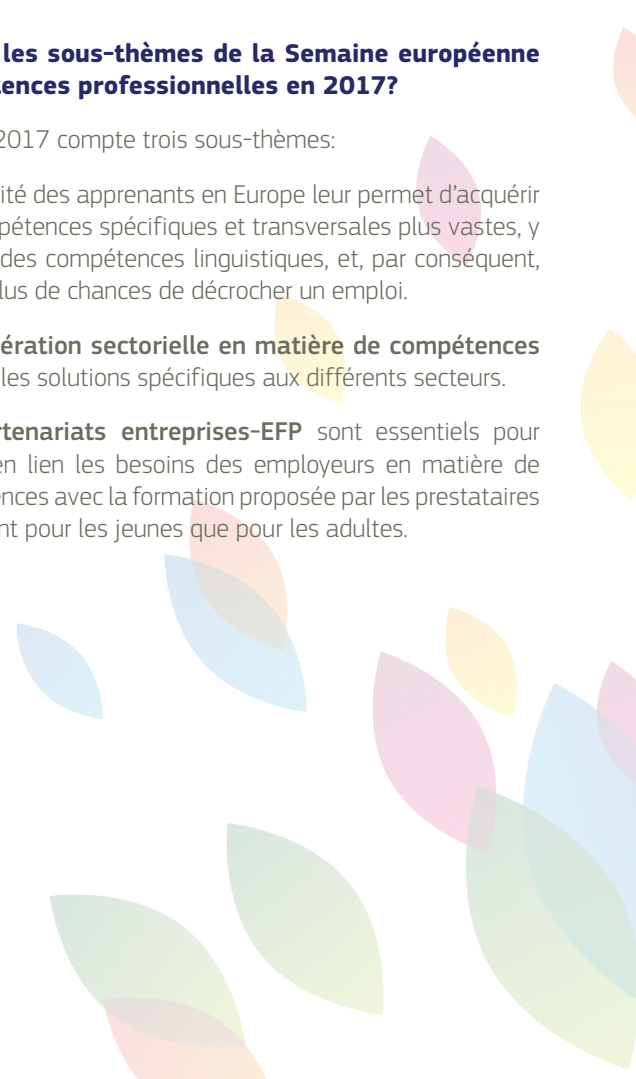 les sous-thèmes de la Semaine européenne
tences professionnelles en 2017?
2017 compte trois sous-thèmes:
ité des apprenants en Europe leur permet d’acquérir
pétences spécifiques et transversales plus vastes, y
des compétences linguistiques, et, par conséquent,
lus de chances de décrocher un emploi.
ération sectorielle en matière de compétences
les solutions spécifiques aux différents secteurs.
rtenariats entreprises-EFP sont essentiels pour
en lien les besoins des employeurs en matière de
ences avec la formation proposée par les prestataires
nt pour les jeunes que pour les adultes.